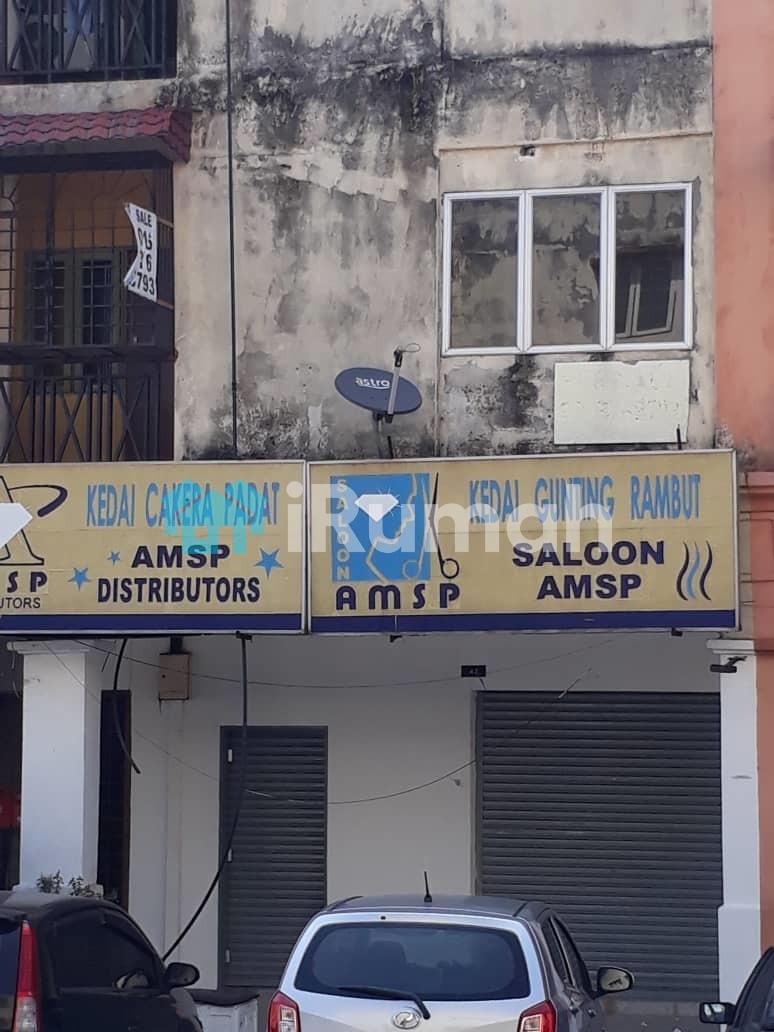 SALE
astro
KEDAI CAKERA PADAT
AMSP
DISTRIBUTORS
SALOON
AMSP
KEDAI GUNTING RAMBUT
SALOON
AMSP
iRumah